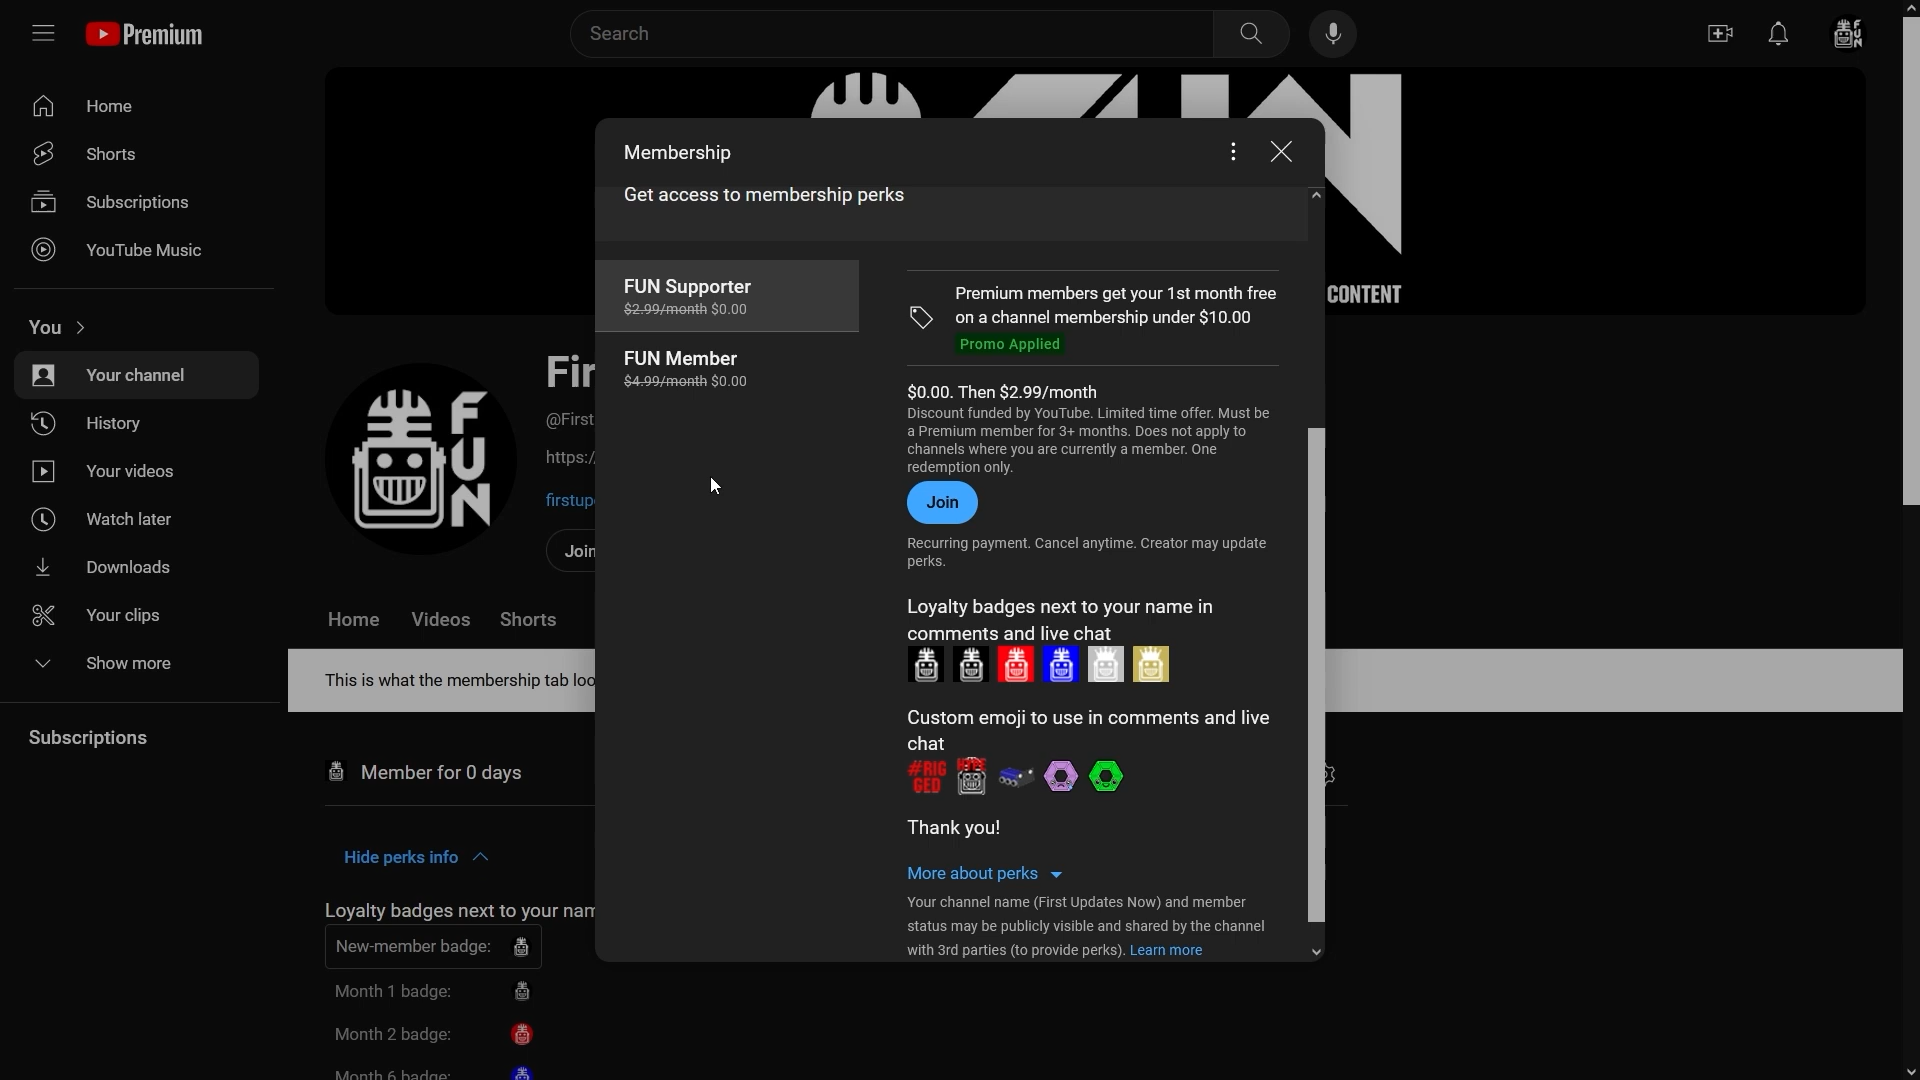 Premium
Search
FUN
Home
Shorts
Subscriptions
YouTube Music
You
Your channel
History
Your videos
Watch later
Downloads
Your clips
Show more
Subscriptions
CONTENT
FUN
@First
https:/
firstup
Join
Home Videos Shorts
This is what the membership tab loo
Member for 0 days
Hide perks info
Loyalty badges next to your nam
New-member badge:
Month 1 badge:
Month 2 badge:
Month 6 badge:
Membership
Get access to membership perks
FUN Supporter
$2.99/month $0.00
FUN Member
$4.99/month $0.00
Premium members get your 1st month free
on a channel membership under $10.00
Promo Applied
$0.00. Then $2.99/month
Discount funded by YouTube. Limited time offer. Must be
a Premium member for 3+ months. Does not apply to
channels where you are currently a member. One
redemption only.
Join
Recurring payment. Cancel anytime. Creator may update
perks.
Loyalty badges next to your name in
comments and live chat
Custom emoji to use in comments and live
chat
#RIG
GED
HYPE
Thank you!
More about perks
Your channel name (First Updates Now) and member
status may be publicly visible and shared by the channel
with 3rd parties (to provide perks). Learn more